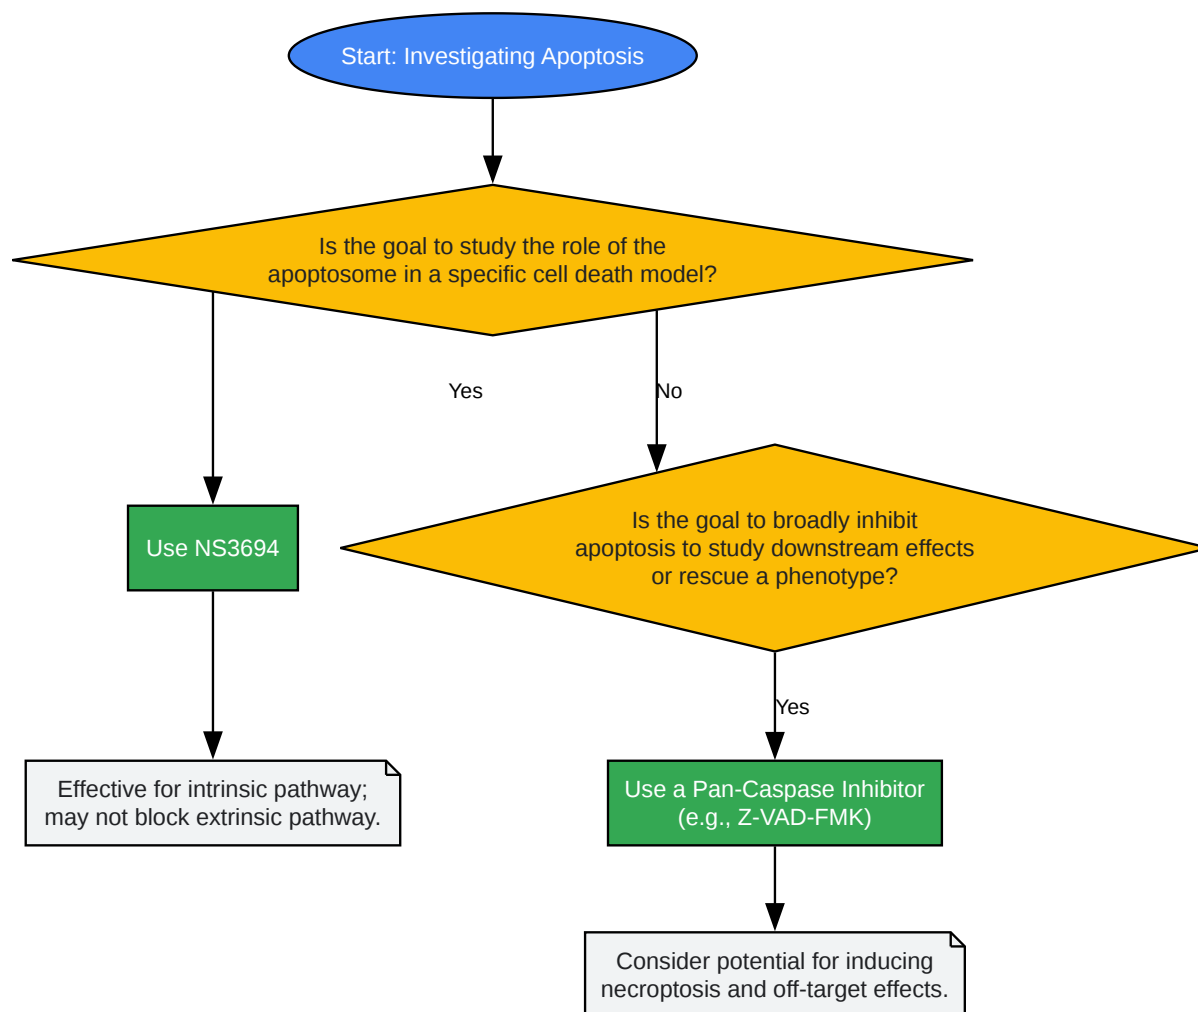 Start: Investigating Apoptosis
Is the goal to study the role of the
apoptosome in a specific cell death model?
Yes
No
Is the goal to broadly inhibit
apoptosis to study downstream effects
or rescue a phenotype?
Use NS3694
Yes
Effective for intrinsic pathway;
may not block extrinsic pathway.
Use a Pan-Caspase Inhibitor
(e.g., Z-VAD-FMK)
Consider potential for inducing
necroptosis and off-target effects.